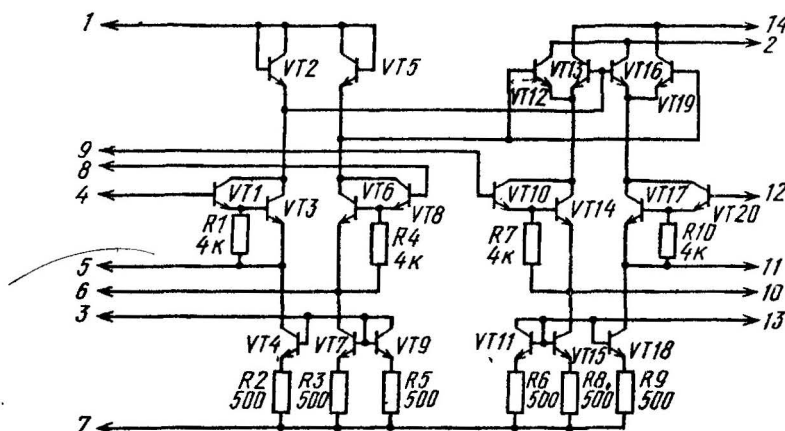 1
14
2
VT2
VT5
VT13
VT16
VT12
VT19
9
8
4
12
VT1
VT3
VT6
VT8
VT10
VT14
VT17
VT20
R1
4к
R4
4к
R7
4к
R10
4к
5
11
6
10
3
13
VT4
VT7
VT9
VT11
VT15
VT18
R2
500
R3
500
R5
500
R6
500
R8
500
R9
500
7